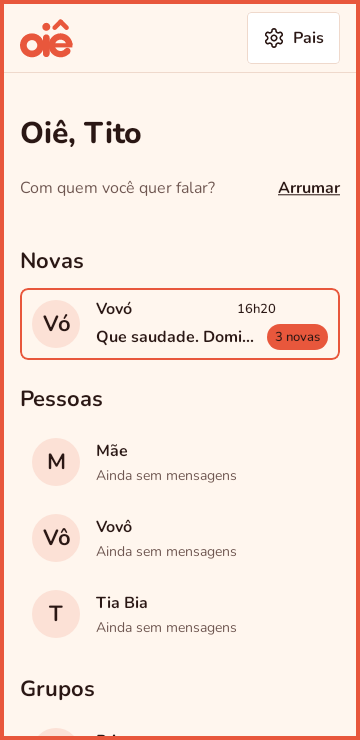 oiê
Pais
Oiê, Tito
Com quem você quer falar?
Arrumar
Novas
Vó
Vovó
16h20
Que saudade. Domi...
3 novas
Pessoas
M
Mãe
Ainda sem mensagens
Vô
Vovô
Ainda sem mensagens
T
Tia Bia
Ainda sem mensagens
Grupos